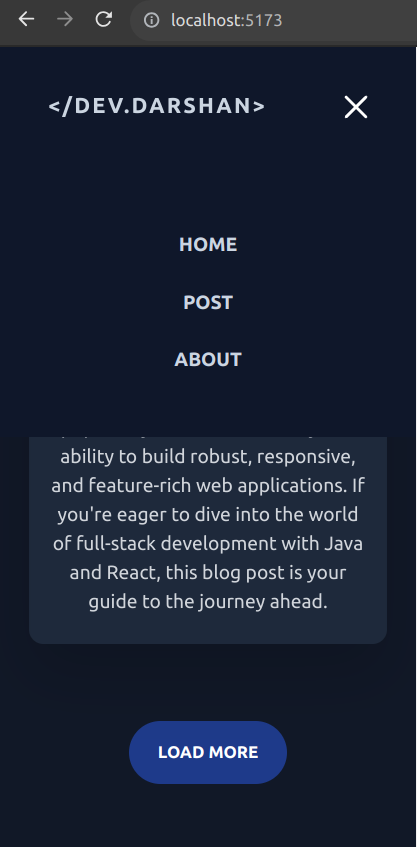 localhost:5173
</DEV.DARSHAN>
HOME
POST
ABOUT
ability to build robust, responsive,
and feature-rich web applications. If
you're eager to dive into the world
of full-stack development with Java
and React, this blog post is your
guide to the journey ahead.
LOAD MORE